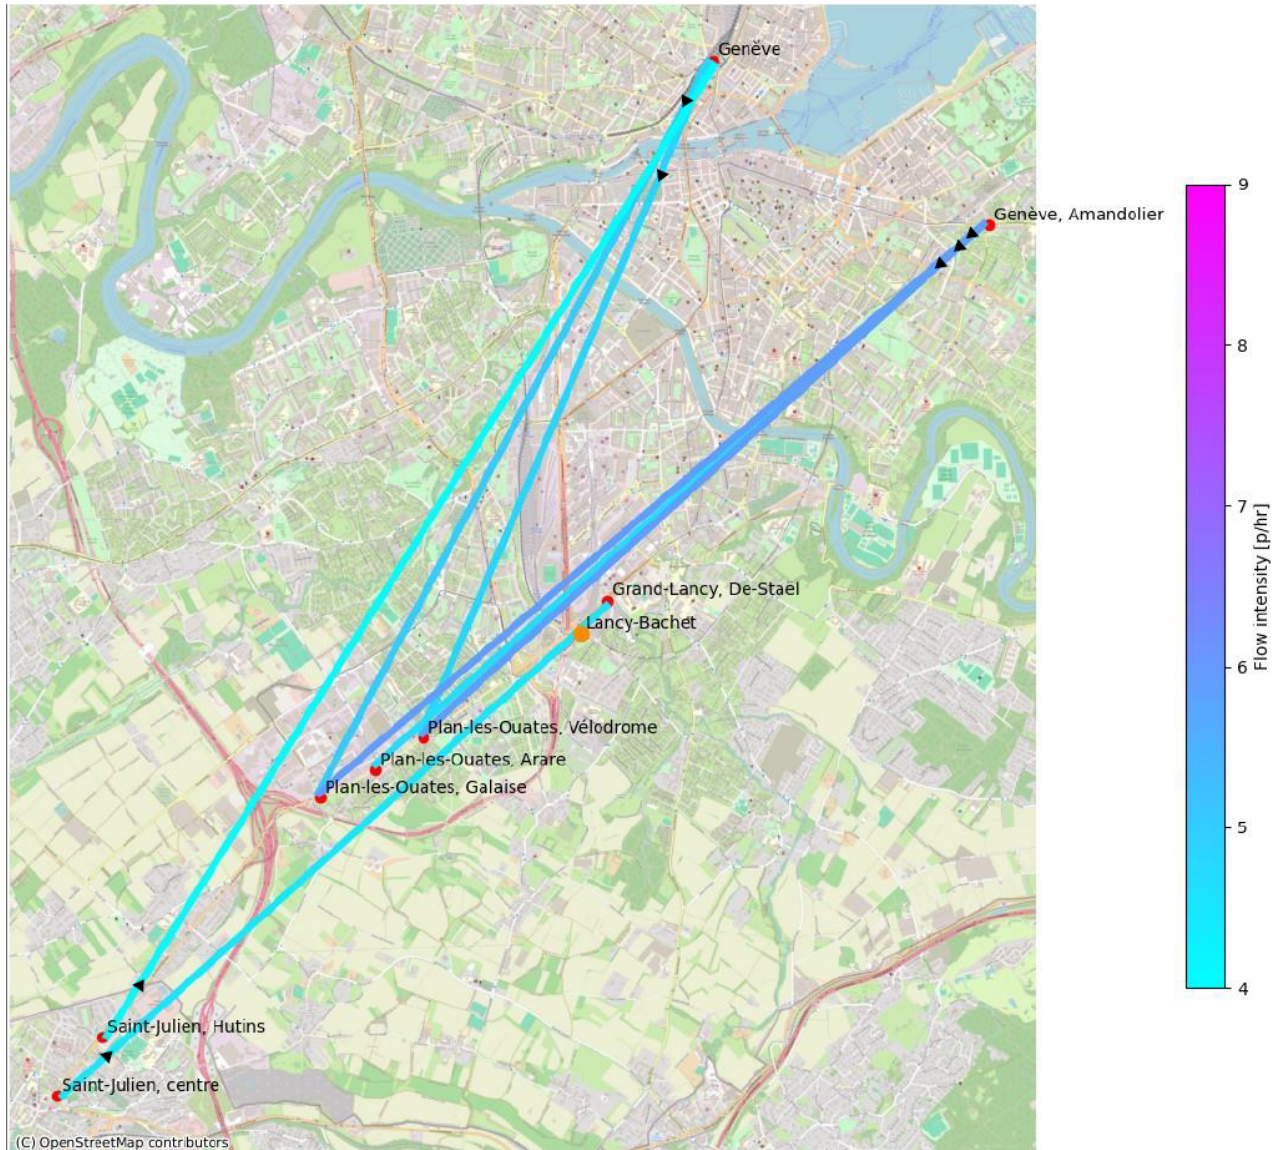 Genève
Genève, Amandolier
9
8
7
6
5
4
Flow intensity [p/hr]
Grand-Lancy, De-Staël
Lancy-Bachet
Plan-les-Ouates, Vélodrome
Plan-les-Ouates, Arare
Plan-les-Ouates, Galaise
Saint-Julien, Hutins
Saint-Julien, centre
(C) OpenStreetMap contributors